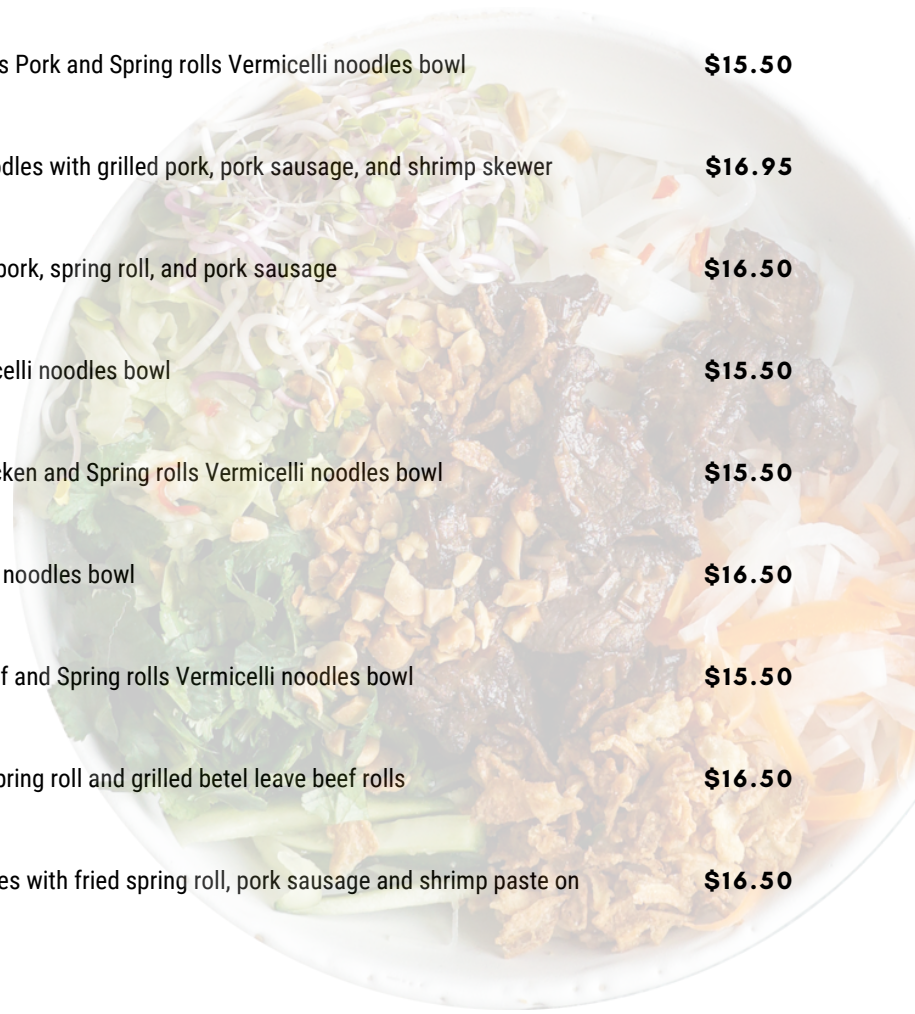 s Pork and Spring rolls Vermicelli noodles bowl $15.50
dles with grilled pork, pork sausage, and shrimp skewer $16.95
pork, spring roll, and pork sausage $16.50
celli noodles bowl $15.50
ken and Spring rolls Vermicelli noodles bowl $15.50
noodles bowl $16.50
f and Spring rolls Vermicelli noodles bowl $15.50
pring roll and grilled betel leave beef rolls $16.50
es with fried spring roll, pork sausage and shrimp paste on $16.50